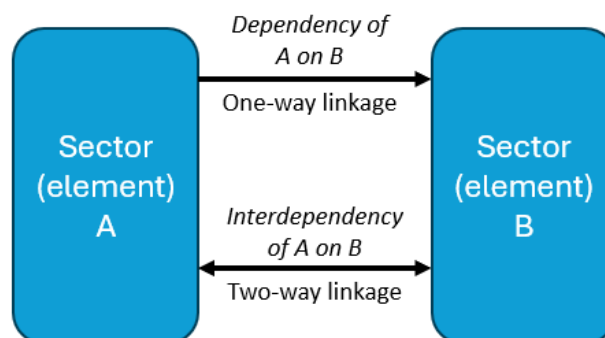 Sector
(element)
A
Dependency of
A on B
One-way linkage
Interdependency
of A on B
Two-way linkage
Sector
(element)
B